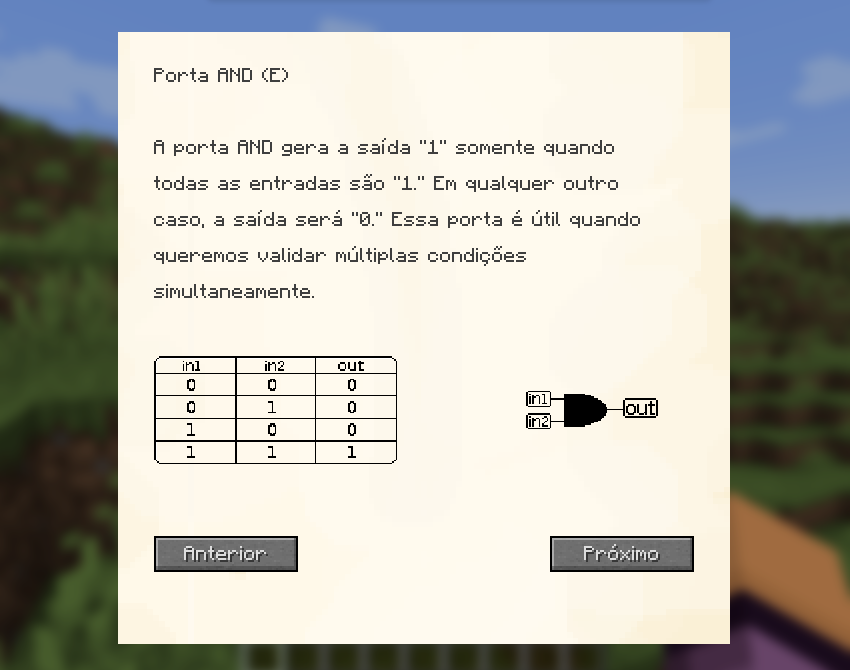 Porta AND (E)
A porta AND gera a saída "1" somente quando
todas as entradas são "1." Em qualquer outro
caso, a saída será "0." Essa porta é útil quando
queremos validar múltiplas condições
simultaneamente.
in1 in2 out
0 0 0
0 1 0
1 0 0
1 1 1
in1
in2
out
Anterior
Próximo